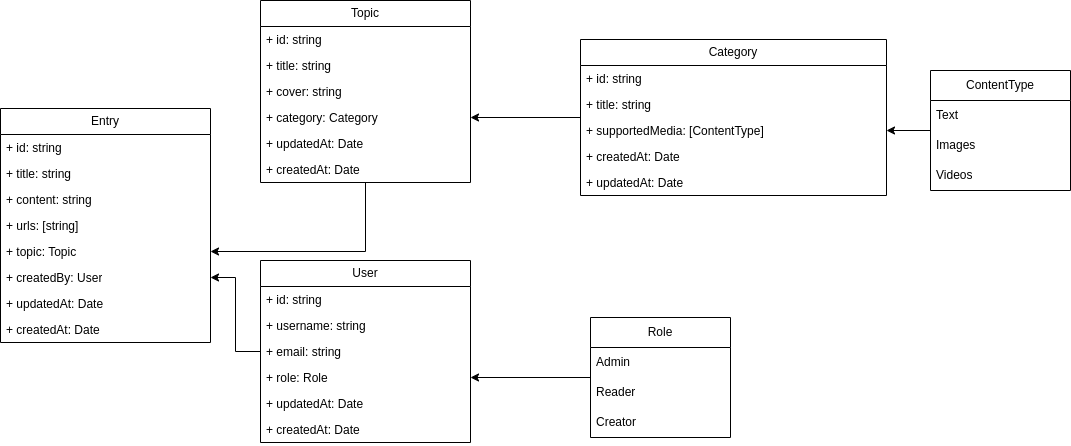 Topic
+ id: string
+ title: string
+ cover: string
+ category: Category
+ updatedAt: Date
+ createdAt: Date
Category
+ id: string
+ title: string
+ supportedMedia: [ContentType]
+ createdAt: Date
+ updatedAt: Date
ContentType
Text
Images
Videos
Entry
+ id: string
+ title: string
+ content: string
+ urls: [string]
+ topic: Topic
+ createdBy: User
+ updatedAt: Date
+ createdAt: Date
User
+ id: string
+ username: string
+ email: string
+ role: Role
+ updatedAt: Date
+ createdAt: Date
Role
Admin
Reader
Creator